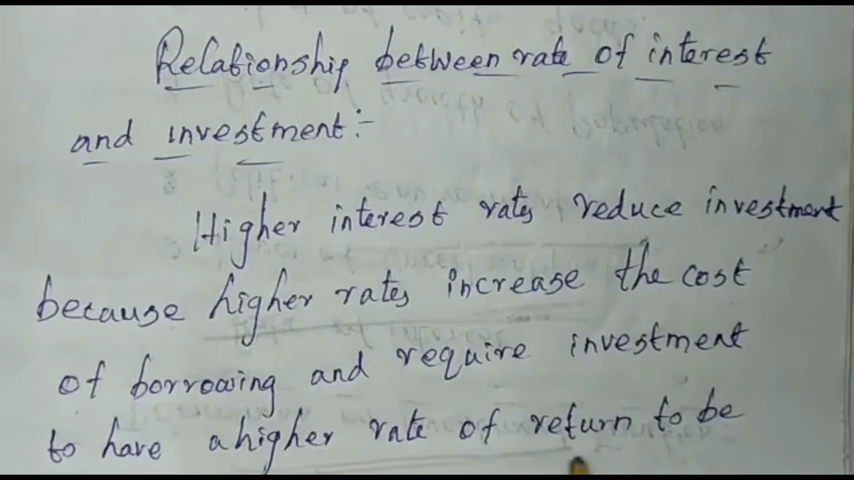 Relationship between rate of interest
and investment:-
Higher interest rates reduce investment
because higher rates increase the cost
of borrowing and require investment
to have a higher rate of return to be